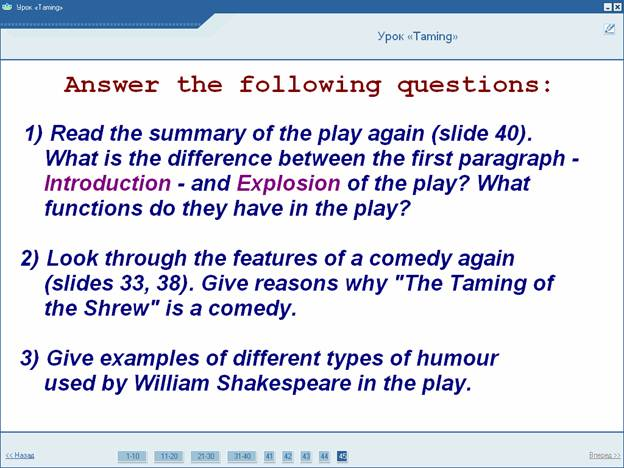 Урок «Taming»
Урок «Taming»
Answer the following questions:
1) Read the summary of the play again (slide 40).
What is the difference between the first paragraph -
Introduction - and Explosion of the play? What
functions do they have in the play?
2) Look through the features of a comedy again
(slides 33, 38). Give reasons why "The Taming of
the Shrew" is a comedy.
3) Give examples of different types of humour
used by William Shakespeare in the play.
<< Назад 1-10 11-20 21-30 31-40 41 42 43 44 45 Вперед >>